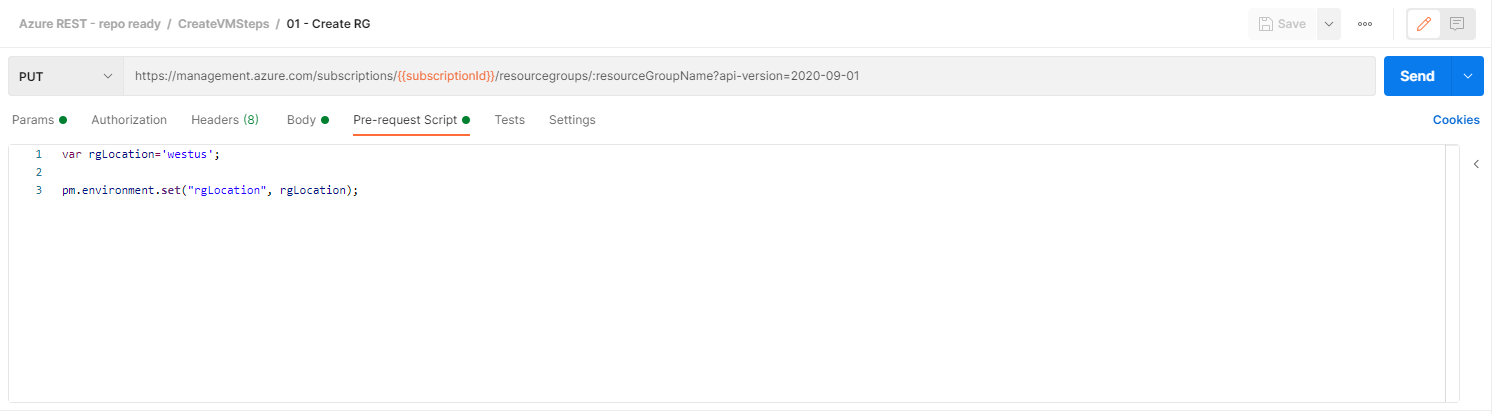 Azure REST - repo ready / CreateVMSteps / 01 - Create RG
Save
PUT
https://management.azure.com/subscriptions/{{subscriptionId}}/resourcegroups/:resourceGroupName?api-version=2020-09-01
Send
Params
Authorization
Headers (8)
Body
Pre-request Script
Tests
Settings
Cookies
1 var rgLocation='westus';
2
3 pm.environment.set("rgLocation", rgLocation);